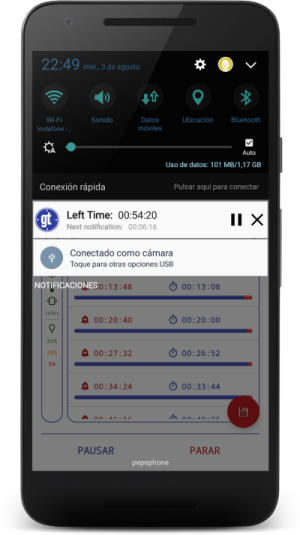 22:49 mié., 3 de agosto
Wi-Fi Sonido Datos móviles Ubicación Bluetooth
Vodafone -..
A
Auto
Uso de datos: 101 MB/1,17 GB
Conexión rápida Pulsar aquí para conectar
gt Left Time: 00:54:20
Next notification: 00:06:16
Conectado como cámara
Toque para otras opciones USB
NOTIFICACIONES
00:13:48 00:13:08
00:20:40 00:20:00
40%
20%
5%
00:27:32 00:26:52
00:34:24 00:33:44
PAUSAR PARAR
pepephone